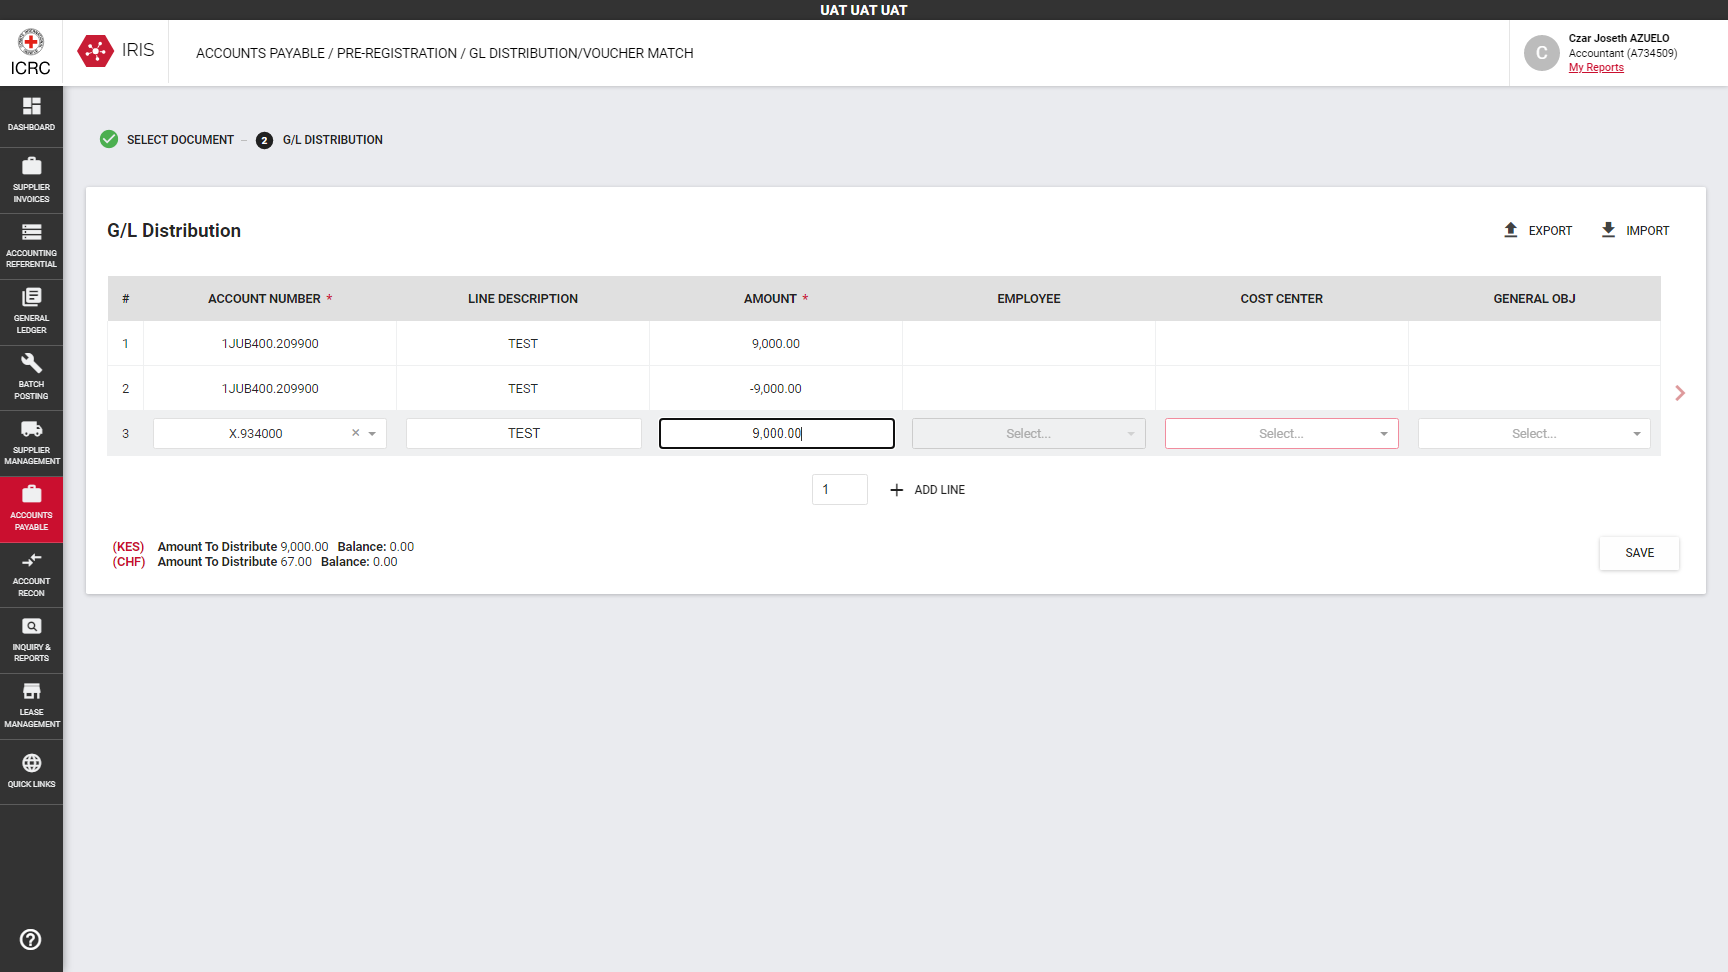 UAT UAT UAT
ICRC
IRIS
ACCOUNTS PAYABLE / PRE-REGISTRATION / GL DISTRIBUTION/VOUCHER MATCH
C
Czar Joseth AZUELO
Accountant (A734509)
My Reports
DASHBOARD
SUPPLIER
INVOICES
ACCOUNTING
REFERENTIAL
GENERAL
LEDGER
BATCH
POSTING
SUPPLIER
MANAGEMENT
ACCOUNTS
PAYABLE
ACCOUNT
RECON
INQUIRY &
REPORTS
LEASE
MANAGEMENT
QUICK LINKS
SELECT DOCUMENT
2 G/L DISTRIBUTION
G/L Distribution
EXPORT IMPORT
# ACCOUNT NUMBER * LINE DESCRIPTION AMOUNT * EMPLOYEE COST CENTER GENERAL OBJ
1 1JUB400.209900 TEST 9,000.00
2 1JUB400.209900 TEST -9,000.00
3 X.934000 × TEST 9,000.00 Select... Select... Select...
1 + ADD LINE
(KES) Amount To Distribute 9,000.00 Balance: 0.00
(CHF) Amount To Distribute 67.00 Balance: 0.00
SAVE